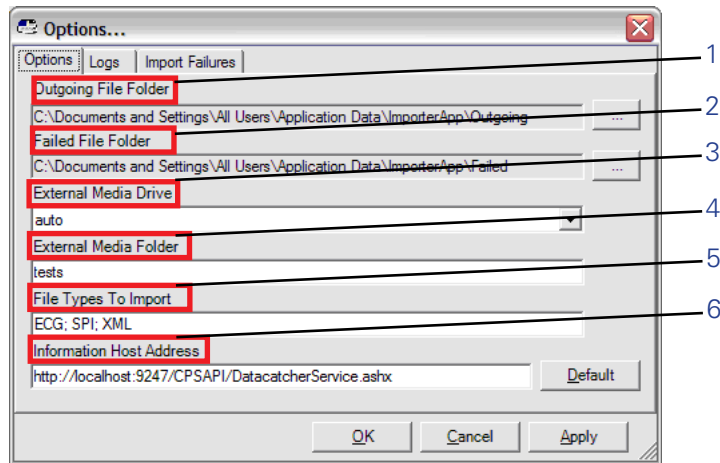 Options...
Options Logs Import Failures
1
Outgoing File Folder
C:\Documents and Settings\All Users\Application Data\ImporterApp\Outgoing ...
2
Failed File Folder
C:\Documents and Settings\All Users\Application Data\ImporterApp\Failed ...
3
External Media Drive
auto
4
External Media Folder
tests
5
File Types To Import
ECG; SPI; XML
6
Information Host Address
http://localhost:9247/CPSAPI/DatacatcherService.ashx Default
OK Cancel Apply